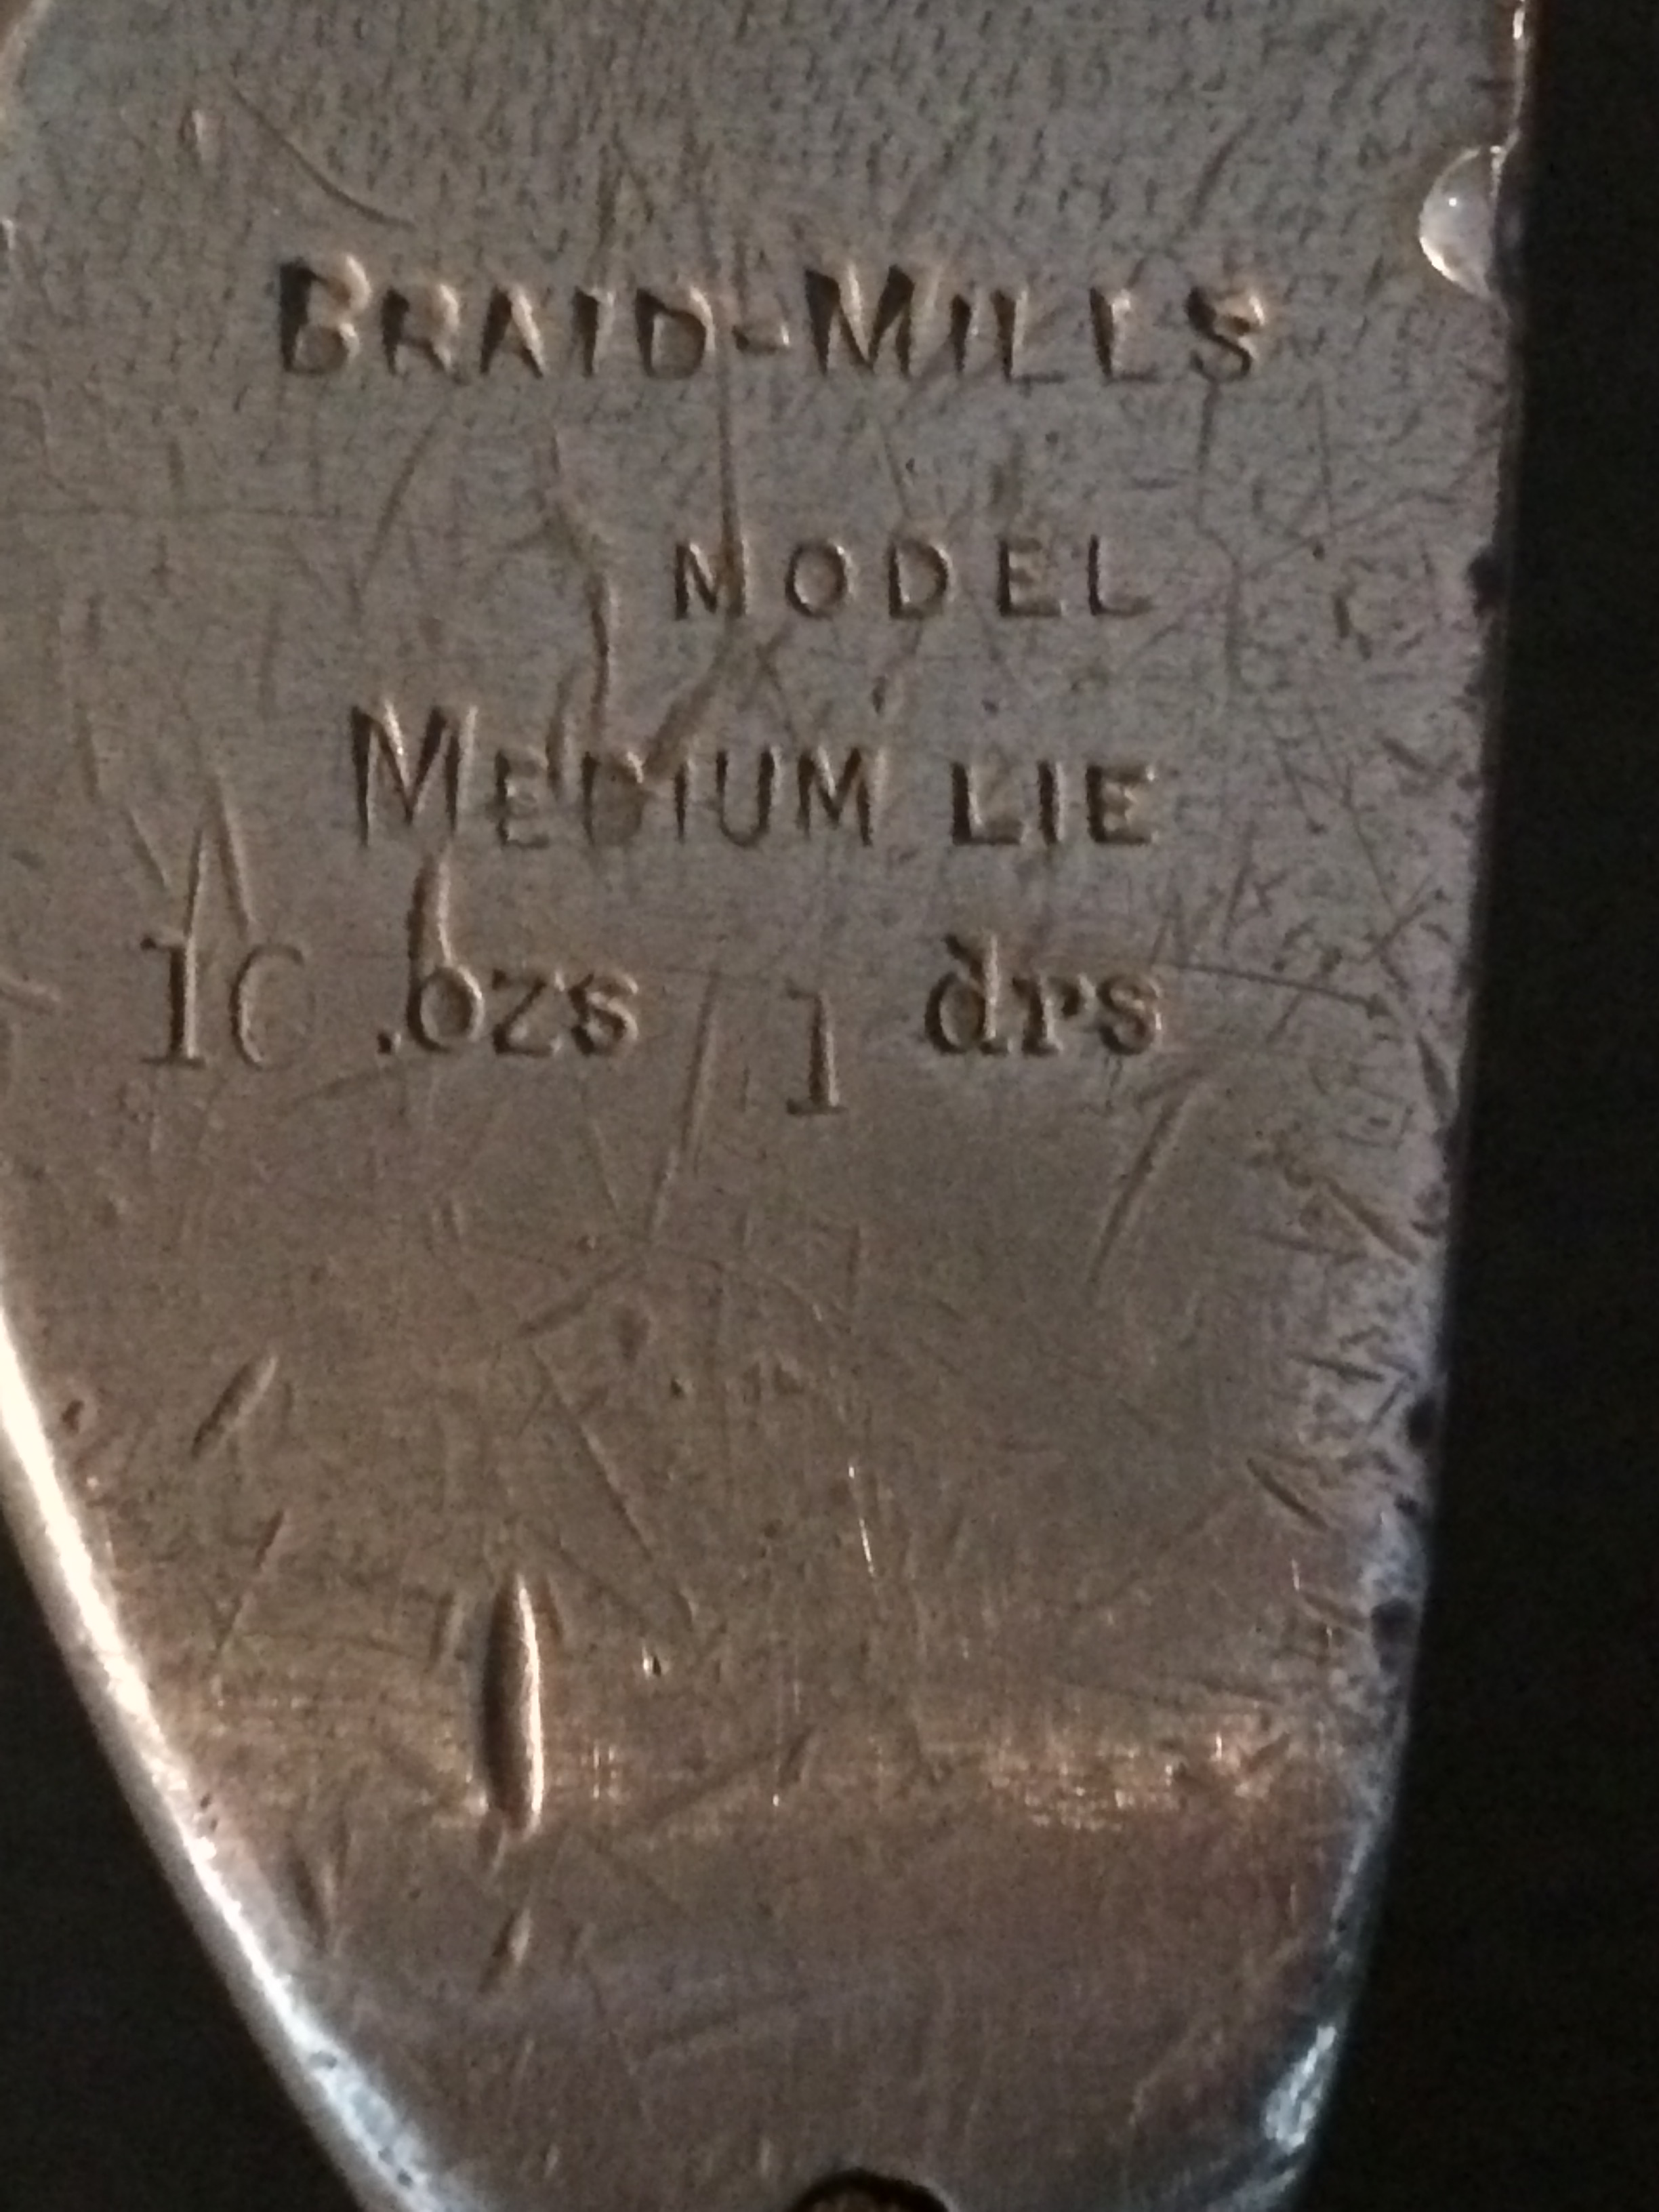 BRAID-MILLS
MODEL
MEDIUM LIE
10 .ozs 1 drs